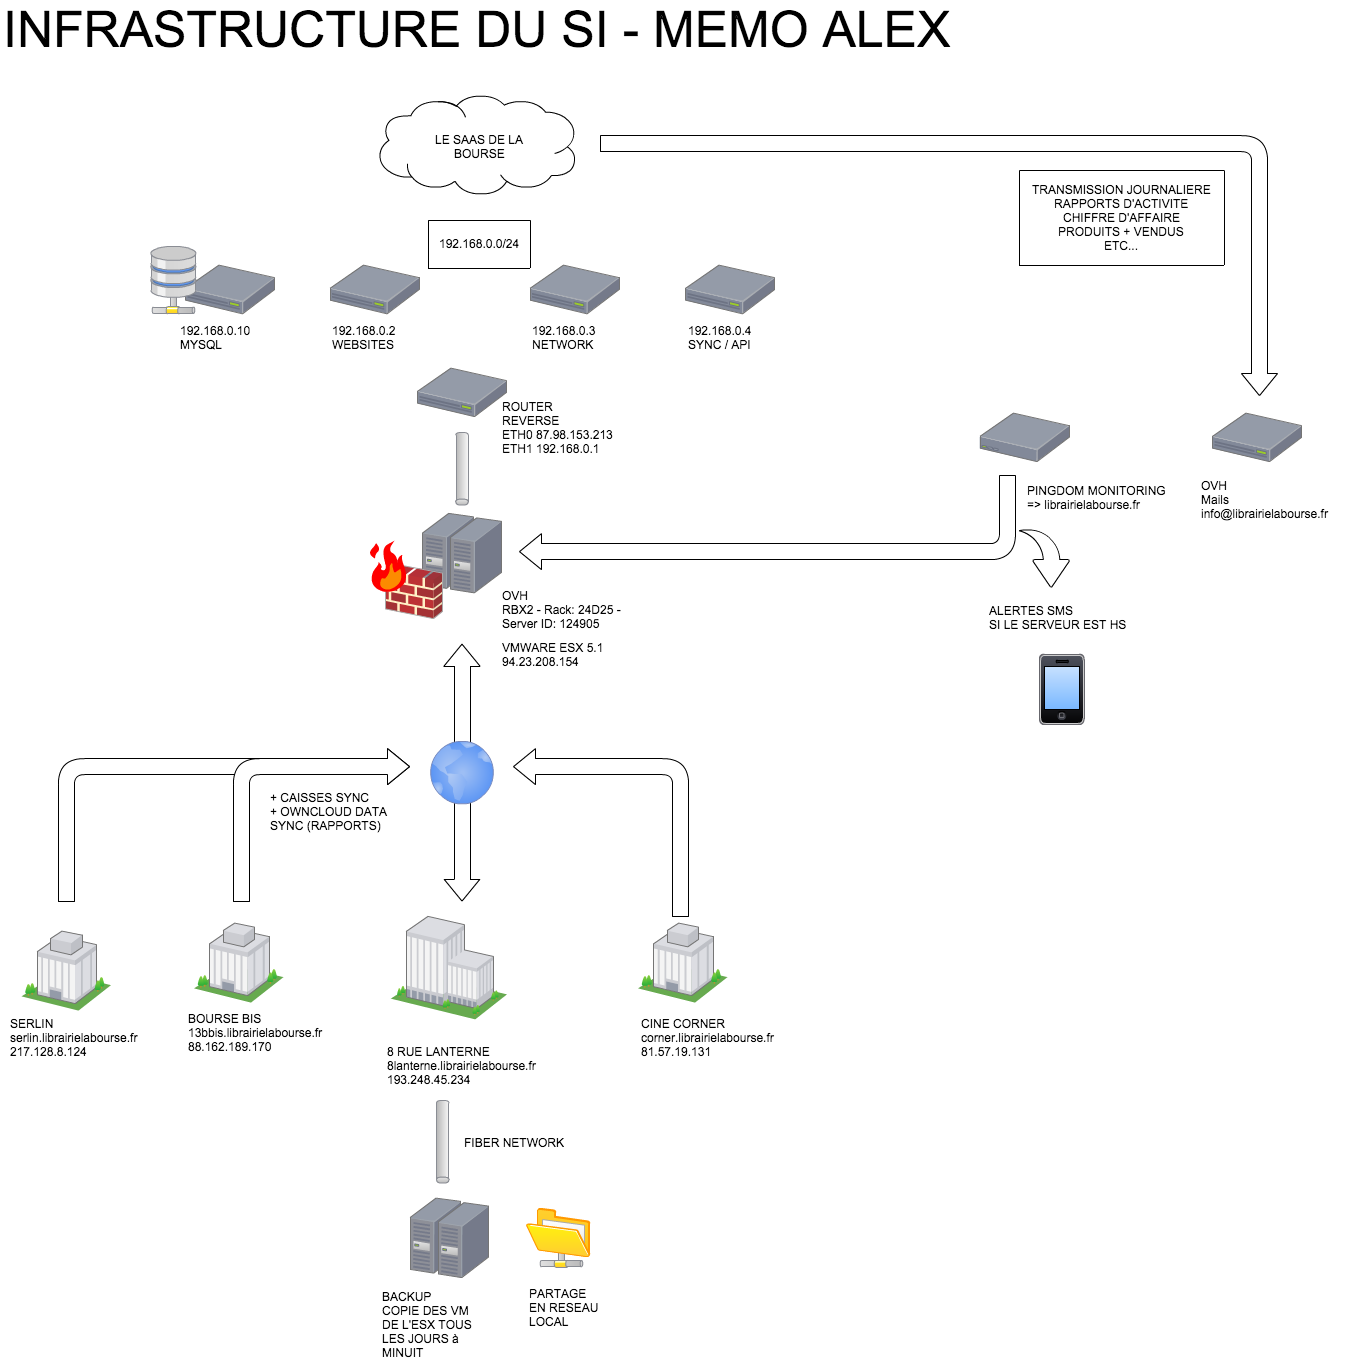 INFRASTRUCTURE DU SI - MEMO ALEX
LE SAAS DE LA
BOURSE
TRANSMISSION JOURNALIERE
RAPPORTS D'ACTIVITE
CHIFFRE D'AFFAIRE
PRODUITS + VENDUS
ETC...
192.168.0.0/24
192.168.0.10
MYSQL
192.168.0.2
WEBSITES
192.168.0.3
NETWORK
192.168.0.4
SYNC / API
ROUTER
REVERSE
ETH0 87.98.153.213
ETH1 192.168.0.1
PINGDOM MONITORING
=> librairielabourse.fr
OVH
Mails
info@librairielabourse.fr
OVH
RBX2 - Rack: 24D25 -
Server ID: 124905
VMWARE ESX 5.1
94.23.208.154
ALERTES SMS
SI LE SERVEUR EST HS
+ CAISSES SYNC
+ OWNCLOUD DATA
SYNC (RAPPORTS)
SERLIN
serlin.librairielabourse.fr
217.128.8.124
BOURSE BIS
13bbis.librairielabourse.fr
88.162.189.170
8 RUE LANTERNE
8lanterne.librairielabourse.fr
193.248.45.234
CINE CORNER
corner.librairielabourse.fr
81.57.19.131
FIBER NETWORK
BACKUP
COPIE DES VM
DE L'ESX TOUS
LES JOURS à
MINUIT
PARTAGE
EN RESEAU
LOCAL